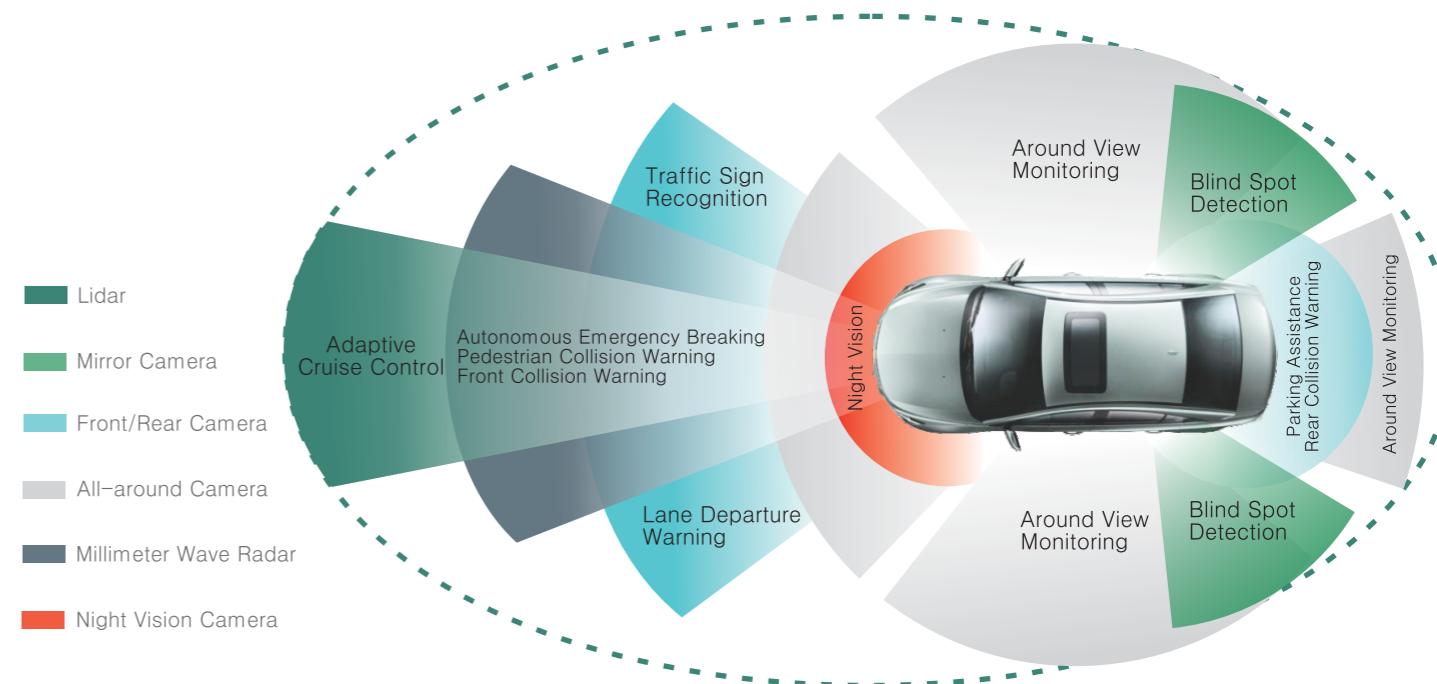 Lidar
Mirror Camera
Front/Rear Camera
All-around Camera
Millimeter Wave Radar
Night Vision Camera
Adaptive
Cruise Control
Autonomous Emergency Breaking
Pedestrian Collision Warning
Front Collision Warning
Traffic Sign
Recognition
Lane Departure
Warning
Night Vision
Around View
Monitoring
Blind Spot
Detection
Parking Assistance
Rear Collision Warning
Around View Monitoring
Around View
Monitoring
Blind Spot
Detection